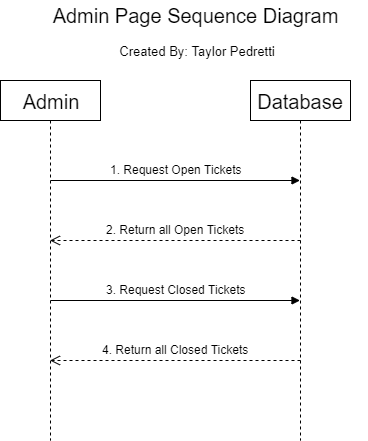 Admin Page Sequence Diagram
Created By: Taylor Pedretti
Admin
Database
1. Request Open Tickets
2. Return all Open Tickets
3. Request Closed Tickets
4. Return all Closed Tickets